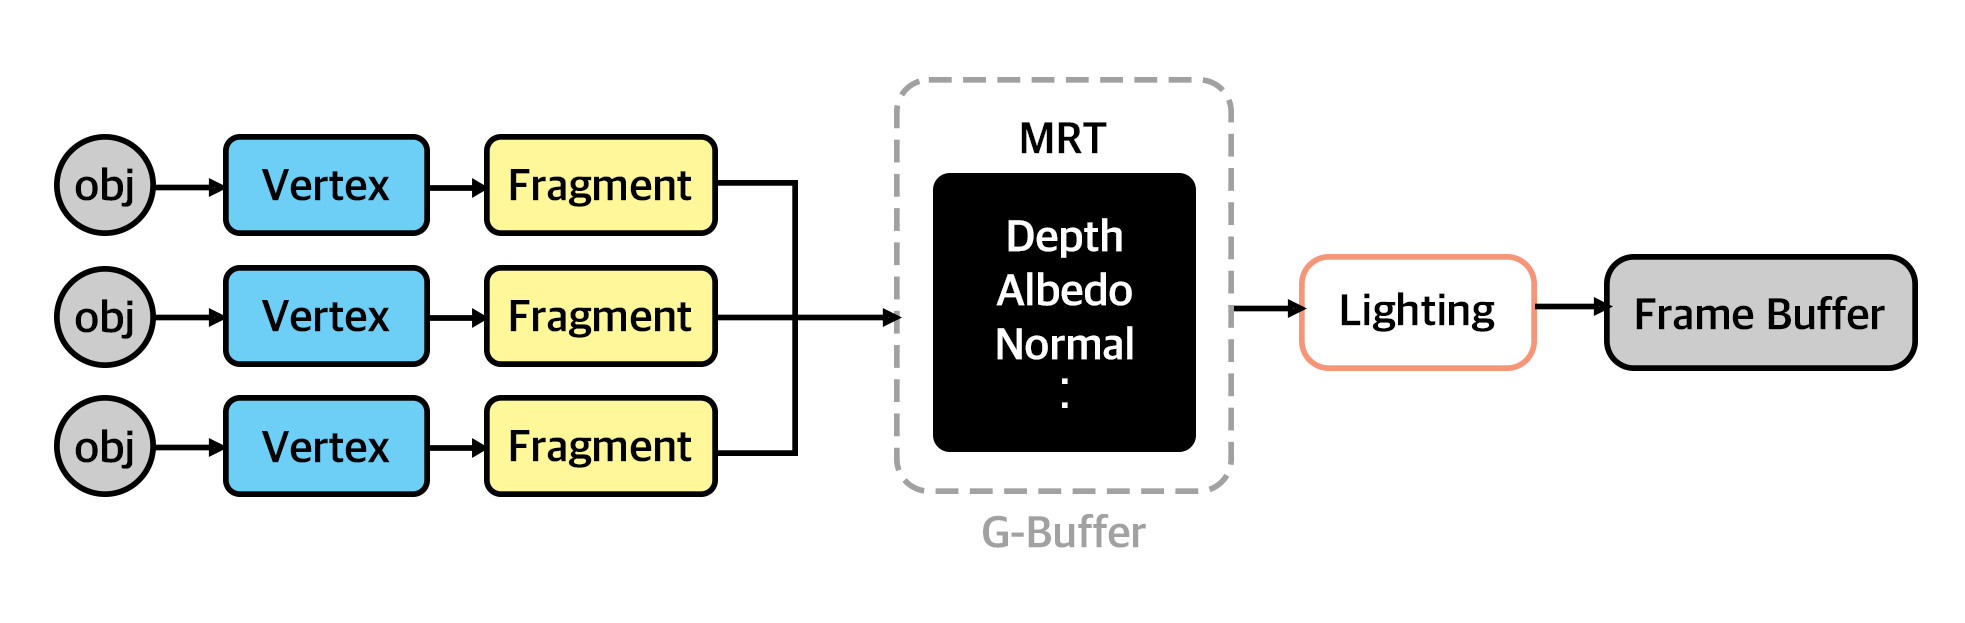 obj
Vertex
Fragment
obj
Vertex
Fragment
obj
Vertex
Fragment
MRT
Depth
Albedo
Normal
:
G-Buffer
Lighting
Frame Buffer